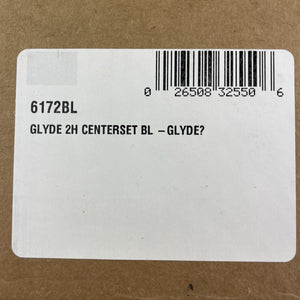 0 26508 32550 6
6172BL
GLYDE 2H CENTERSET BL – GLYDE?